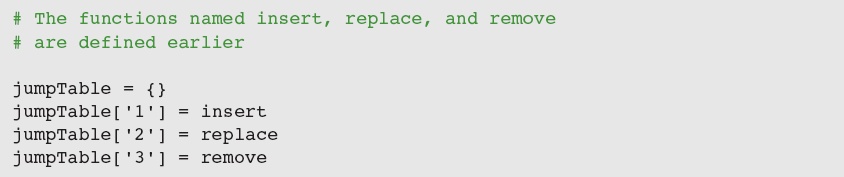 # The functions named insert, replace, and remove
# are defined earlier
jumpTable = {}
jumpTable['1'] = insert
jumpTable['2'] = replace
jumpTable['3'] = remove